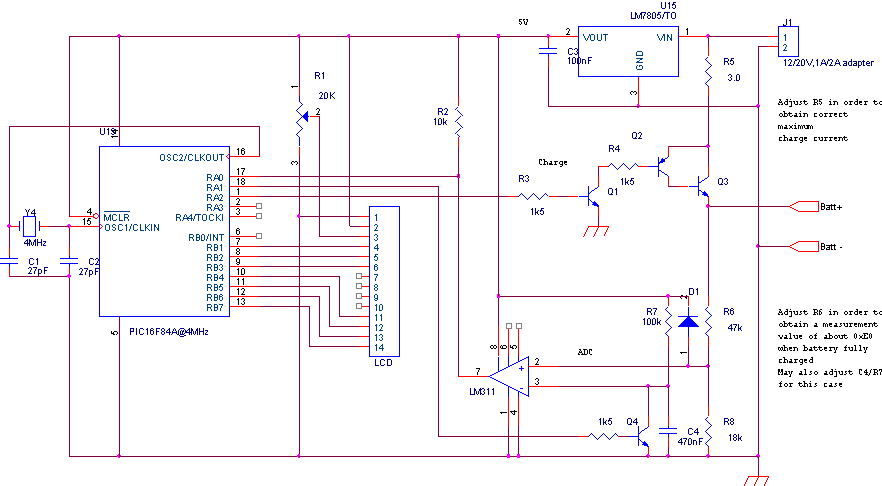 U15
LM7805/TO
5V
2
VOUT
VIN
1
J1
1
2
C3
100nF
GND
3
R5
3.0
12/20V,1A/2A adapter
R1
20K
1
2
3
R2
10k
Adjust R5 in order to
obtain correct
maximum
charge current
14
OSC2/CLKOUT
16
RA0
17
RA1
18
RA2
1
RA3
2
RA4/TOCKI
3
RB0/INT
6
RB1
7
RB2
8
RB3
9
RB4
10
RB5
11
RB6
12
RB7
13
4
MCLR
15
OSC1/CLKIN
5
PIC16F84A@4MHz
Y4
4MHz
C1
27pF
C2
27pF
Charge
R3
1k5
Q1
R4
1k5
Q2
Q3
Batt+
Batt -
1
2
3
4
5
6
7
8
9
10
11
12
13
14
LCD
D1
2
1
R7
100k
R6
47k
Adjust R6 in order to
obtain a measurement
value of about 0xE0
when battery fully
charged
May also adjust C4/R7
for this case
8
6
5
7
+
-
2
3
LM311
1
4
ADC
1k5
Q4
C4
470nF
R8
18k